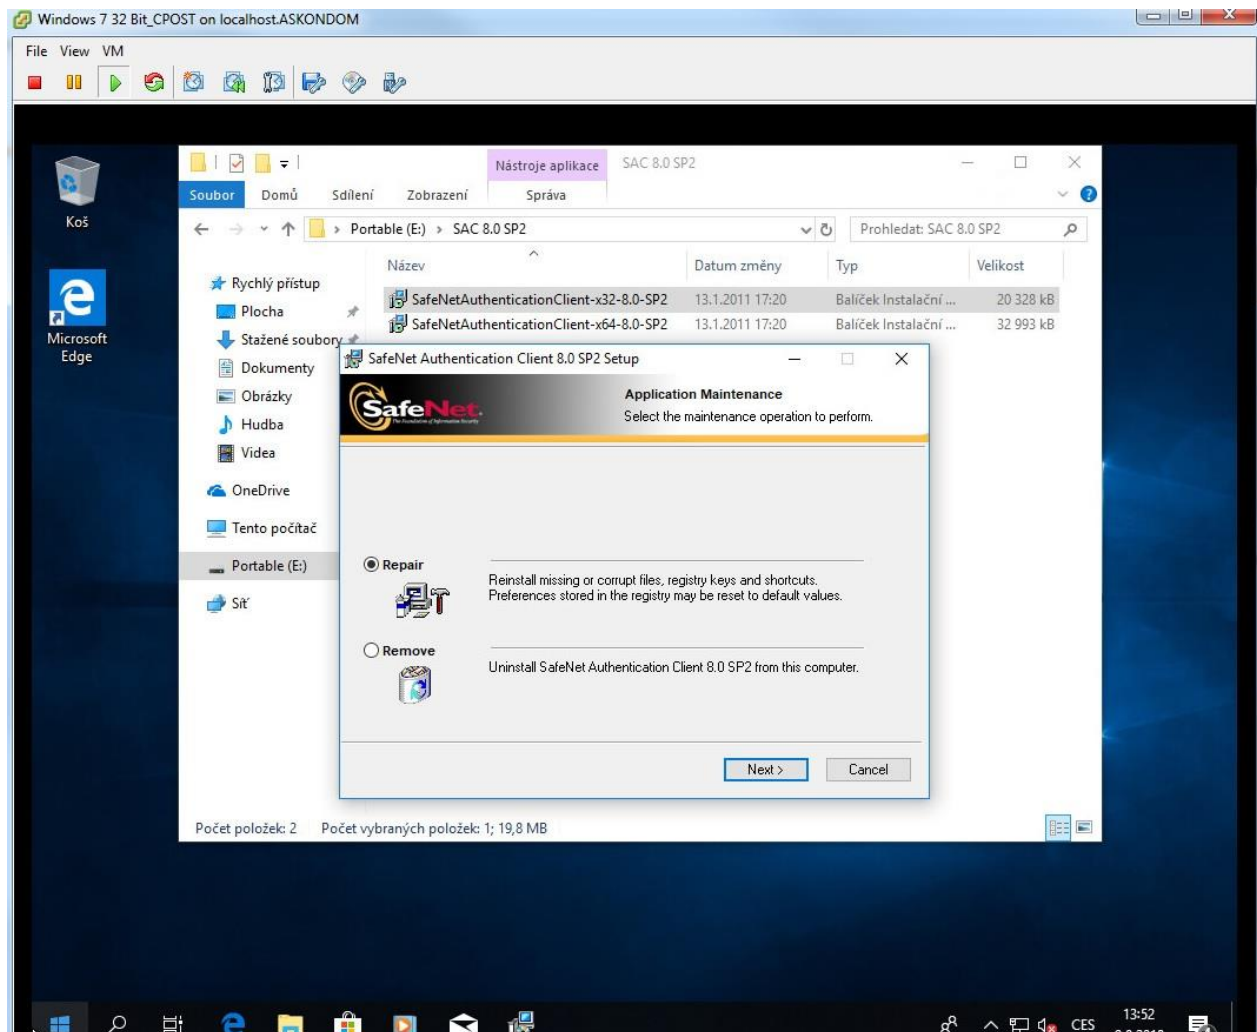 Windows 7 32 Bit_CPOST on localhost.ASKONDOM
File View VM
Nástroje aplikace SAC 8.0 SP2
Soubor Domů Sdílení Zobrazení Správa
Portable (E:) › SAC 8.0 SP2 Prohledat: SAC 8.0 SP2
Název Datum změny Typ Velikost
SafeNetAuthenticationClient-x32-8.0-SP2 13.1.2011 17:20 Balíček Instalační ... 20 328 kB
SafeNetAuthenticationClient-x64-8.0-SP2 13.1.2011 17:20 Balíček Instalační ... 32 993 kB
Koš
Microsoft
Edge
Rychlý přístup
Plocha
Stažené soubory
Dokumenty
Obrázky
Hudba
Videa
OneDrive
Tento počítač
Portable (E:)
Síť
SafeNet Authentication Client 8.0 SP2 Setup
SafeNet.
The Foundation of Information Security
Application Maintenance
Select the maintenance operation to perform.
Repair
Reinstall missing or corrupt files, registry keys and shortcuts.
Preferences stored in the registry may be reset to default values.
Remove
Uninstall SafeNet Authentication Client 8.0 SP2 from this computer.
Next > Cancel
Počet položek: 2 Počet vybraných položek: 1; 19,8 MB
CES 13:52